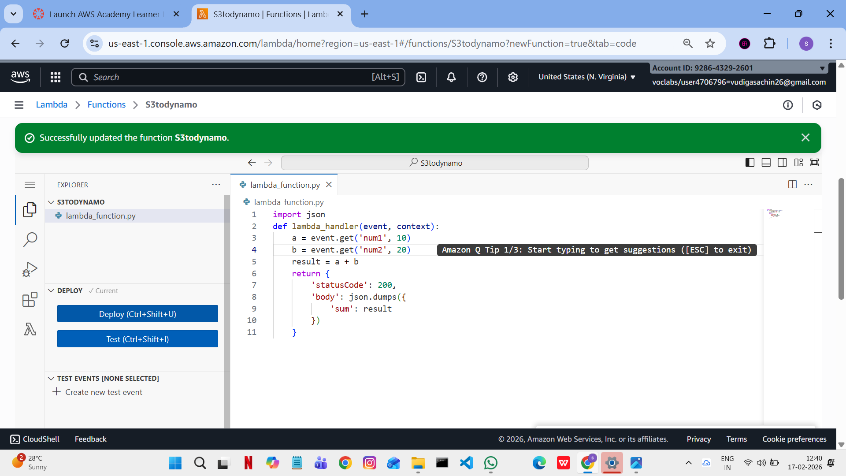 Launch AWS Academy Learner
S3todynamo | Functions | Lamb
us-east-1.console.aws.amazon.com/lambda/home?region=us-east-1#/functions/S3todynamo?newFunction=true&tab=code
S
aws
Search
[Alt+S]
United States (N. Virginia)
Account ID: 9286-4329-2601
voclabs/user4706796=vudigasachin26@gmail.com
Lambda > Functions > S3todynamo
Successfully updated the function S3todynamo.
S3todynamo
EXPLORER
S3TODYNAMO
lambda_function.py
DEPLOY ✓ Current
Deploy (Ctrl+Shift+U)
Test (Ctrl+Shift+I)
TEST EVENTS [NONE SELECTED]
+ Create new test event
lambda_function.py
lambda_function.py
1 import json
2 def lambda_handler(event, context):
3 a = event.get('num1', 10)
4 b = event.get('num2', 20)
Amazon Q Tip 1/3: Start typing to get suggestions ([ESC] to exit)
5 result = a + b
6 return {
7 'statusCode': 200,
8 'body': json.dumps({
9 'sum': result
10 })
11 }
CloudShell
Feedback
© 2026, Amazon Web Services, Inc. or its affiliates.
Privacy
Terms
Cookie preferences
2
28°C
Sunny
ENG
IN
12:40
17-02-2026